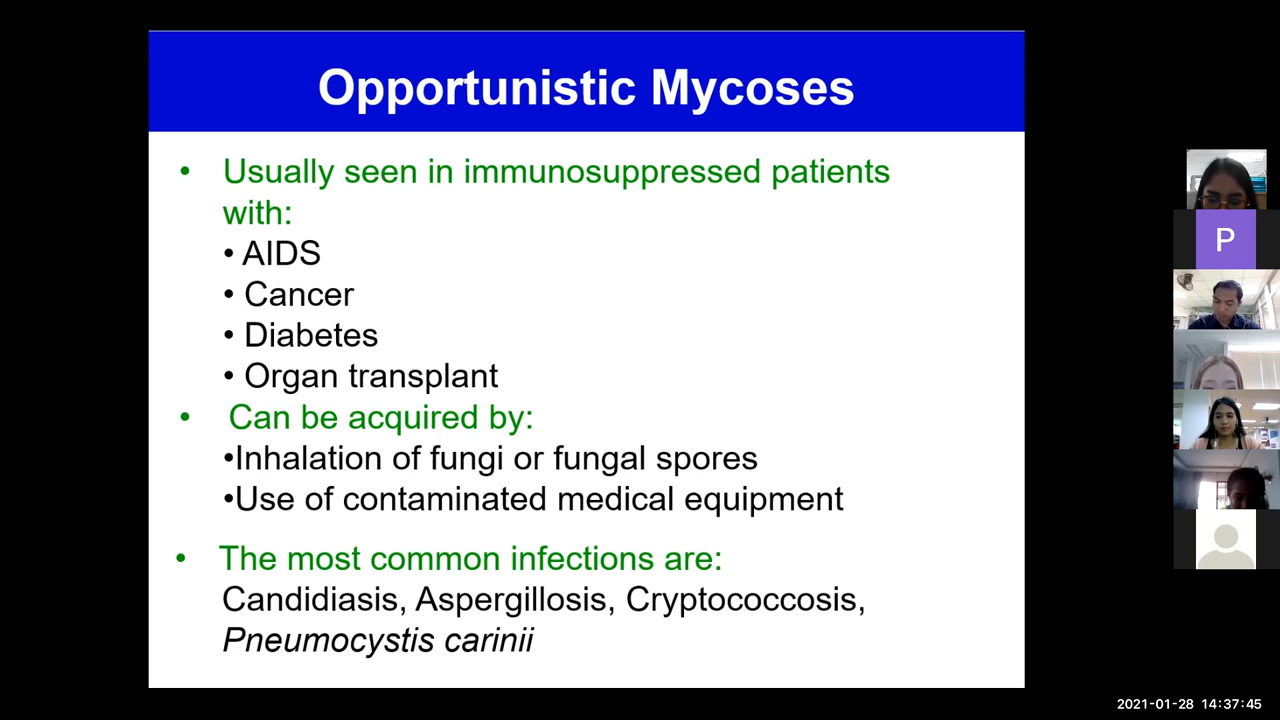 Opportunistic Mycoses
• Usually seen in immunosuppressed patients
with:
• AIDS
• Cancer
• Diabetes
• Organ transplant
• Can be acquired by:
•Inhalation of fungi or fungal spores
•Use of contaminated medical equipment
• The most common infections are:
Candidiasis, Aspergillosis, Cryptococcosis,
Pneumocystis carinii
P
2021-01-28 14:37:45